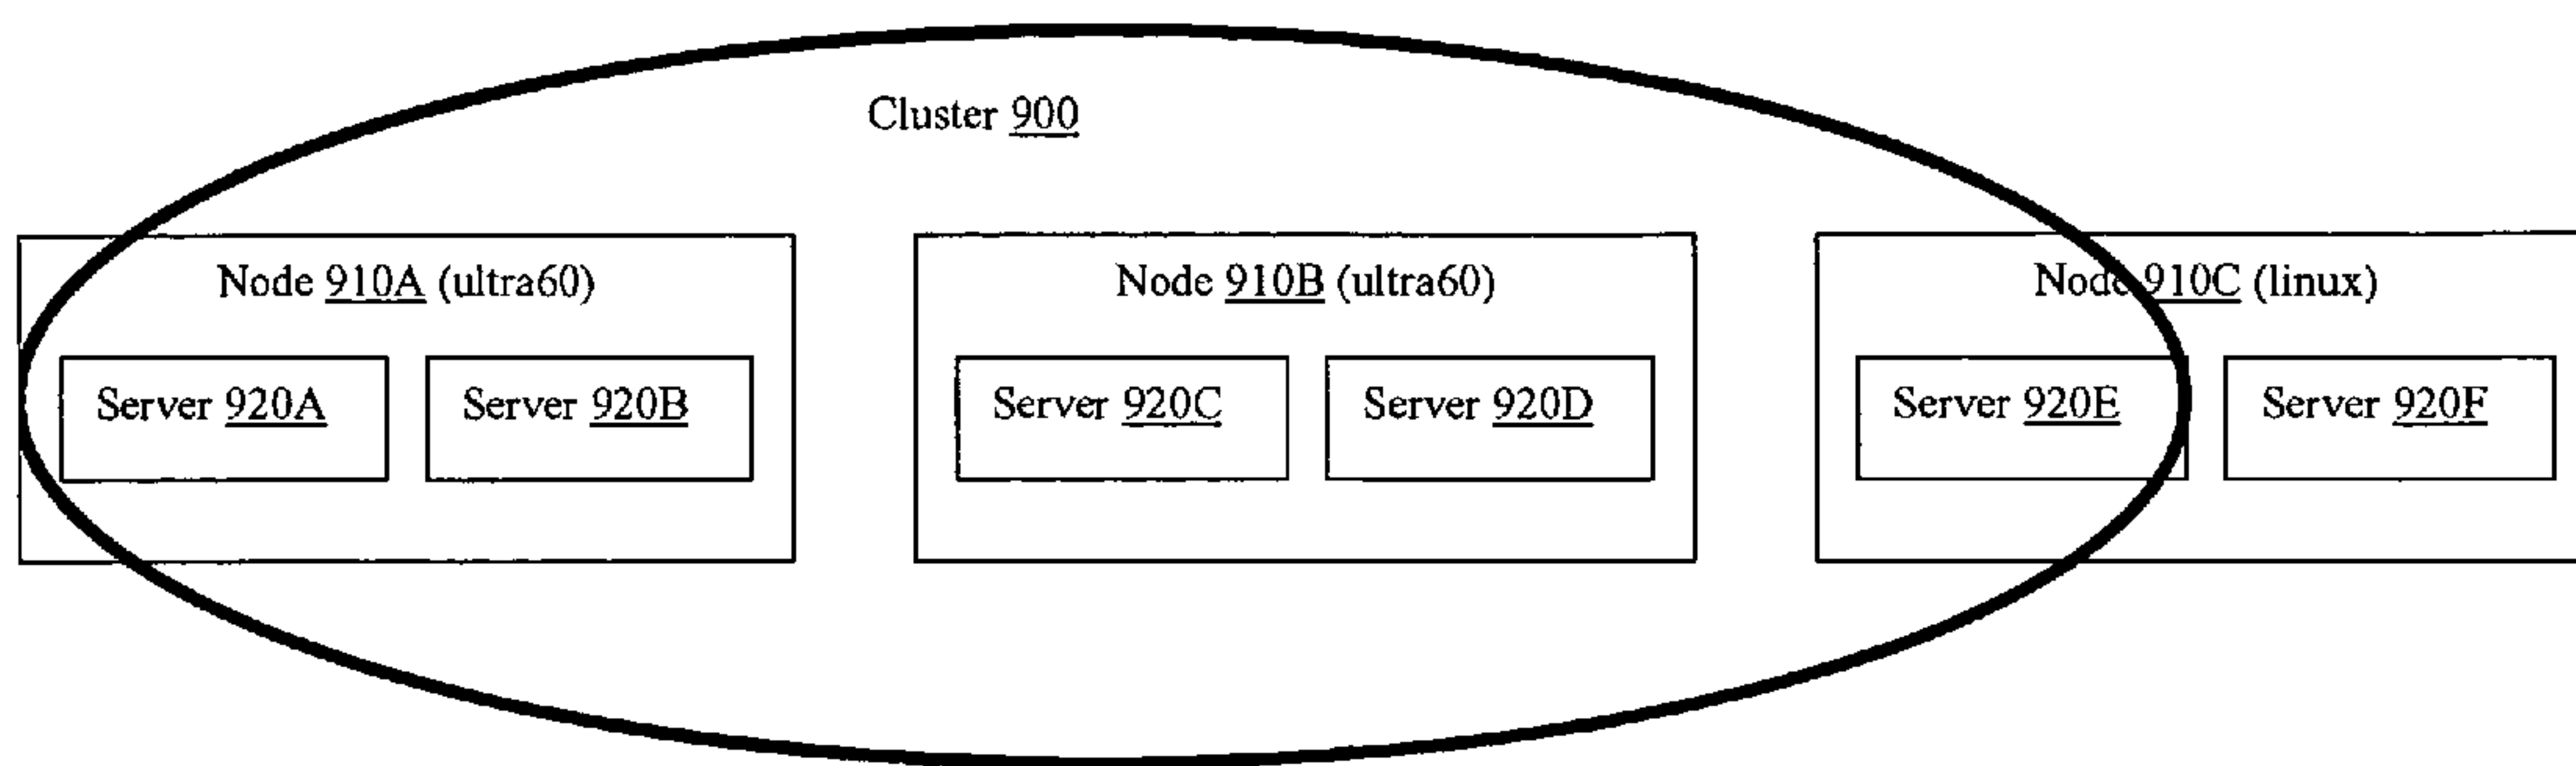 Cluster 900
Node 910A (ultra60)
Node 910B (ultra60)
Node 910C (linux)
Server 920A
Server 920B
Server 920C
Server 920D
Server 920E
Server 920F